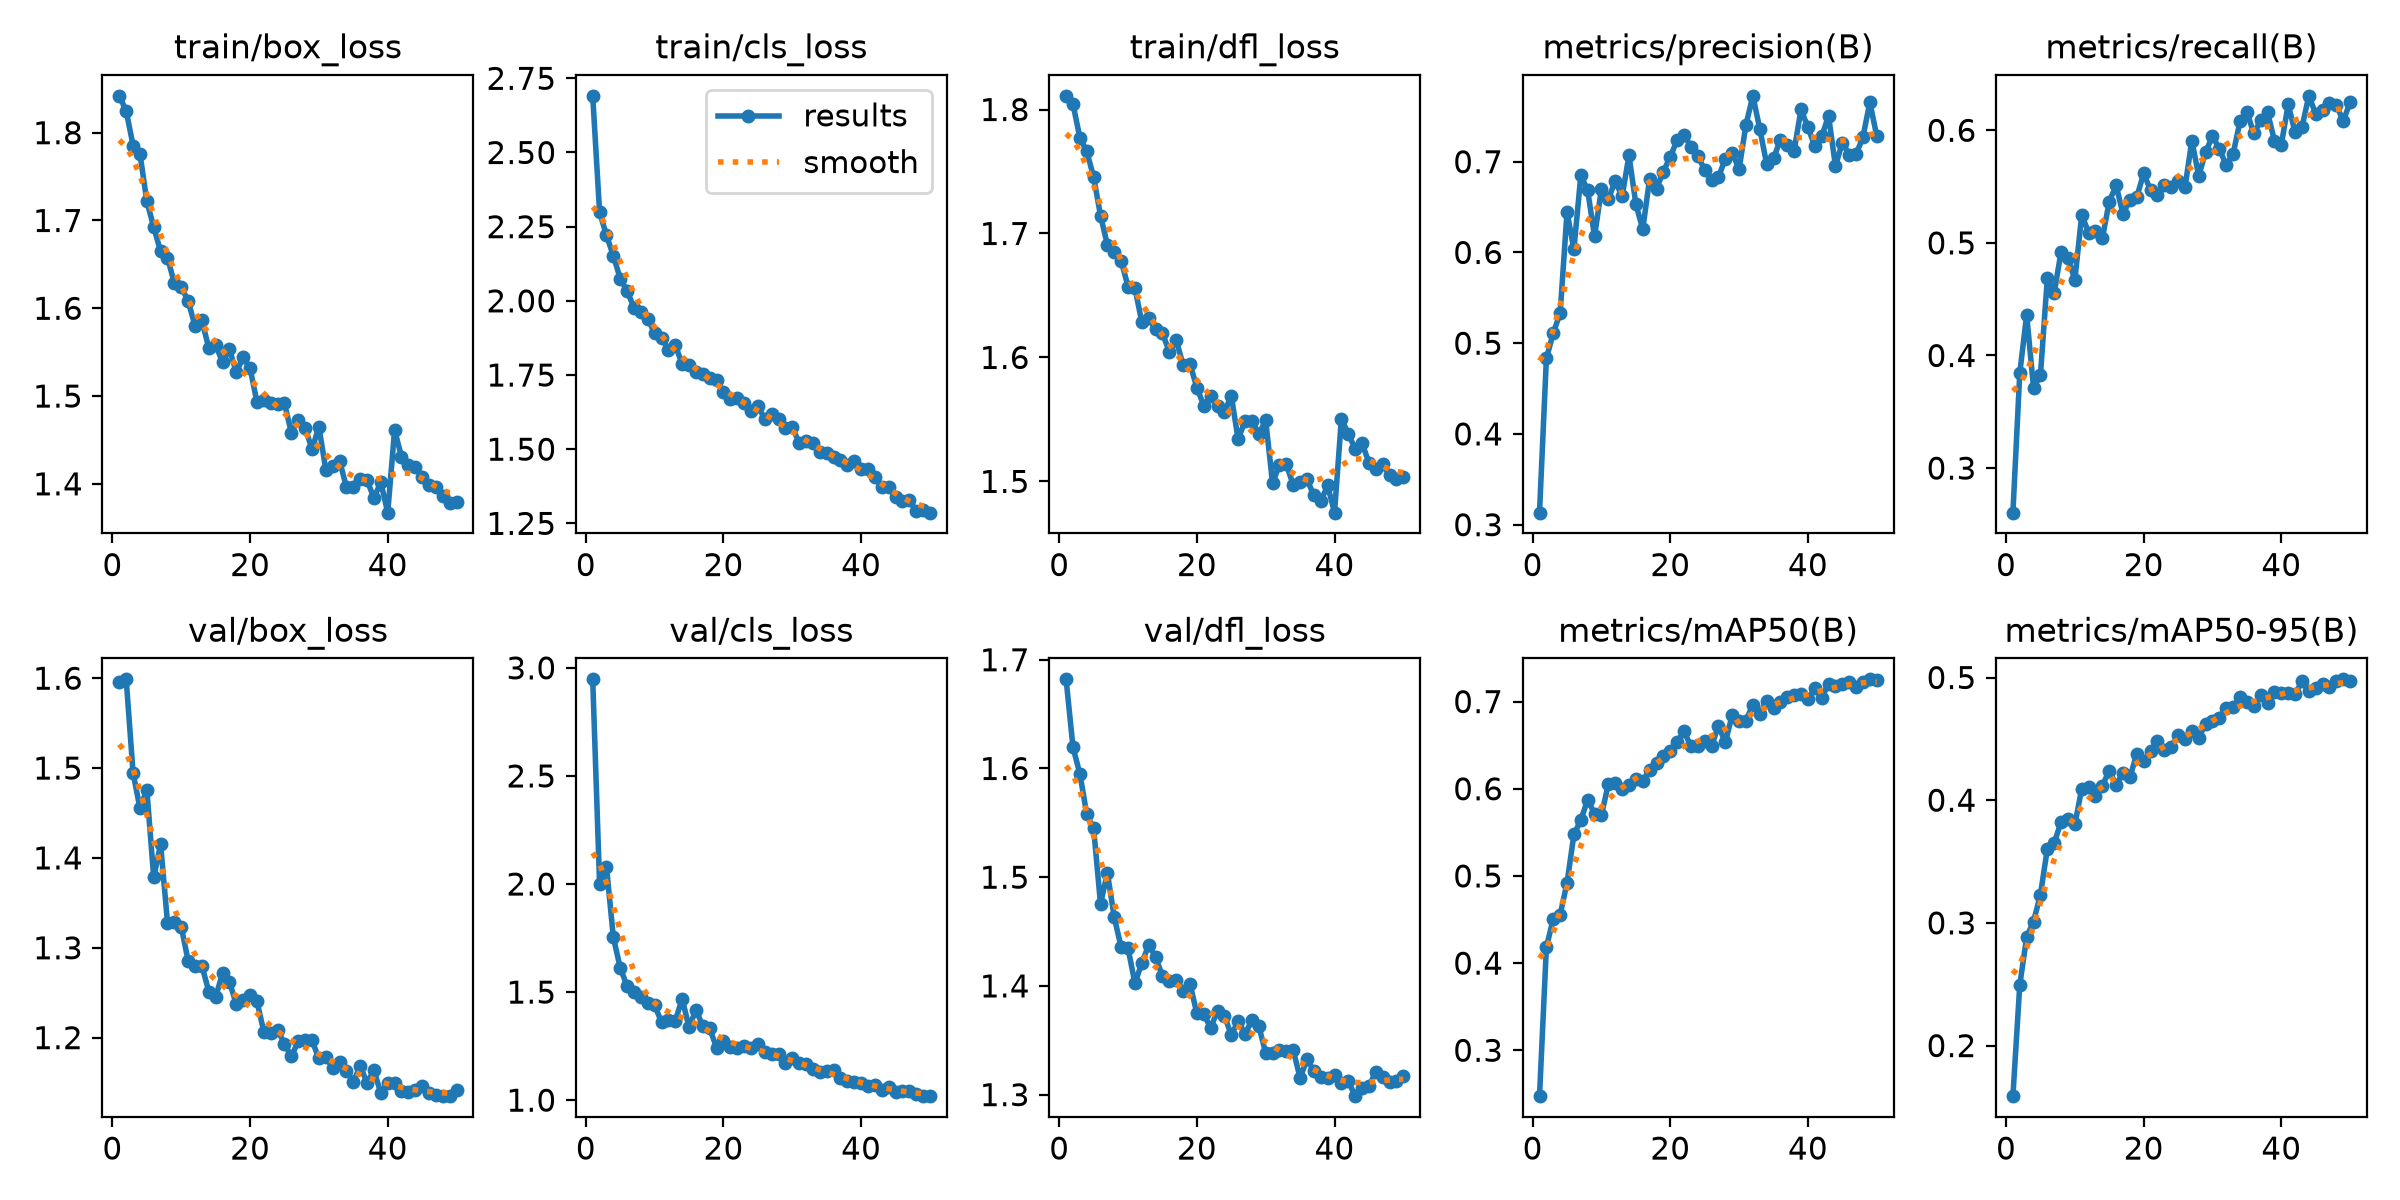 train/box_loss
train/cls_loss
train/dfl_loss
metrics/precision(B)
metrics/recall(B)
results
smooth
1.8
1.7
1.6
1.5
1.4
0 20 40
2.75
2.50
2.25
2.00
1.75
1.50
1.25
0 20 40
1.8
1.7
1.6
1.5
0 20 40
0.7
0.6
0.5
0.4
0.3
0 20 40
0.6
0.5
0.4
0.3
0 20 40
val/box_loss
val/cls_loss
val/dfl_loss
metrics/mAP50(B)
metrics/mAP50-95(B)
1.6
1.5
1.4
1.3
1.2
0 20 40
3.0
2.5
2.0
1.5
1.0
0 20 40
1.7
1.6
1.5
1.4
1.3
0 20 40
0.7
0.6
0.5
0.4
0.3
0 20 40
0.5
0.4
0.3
0.2
0 20 40